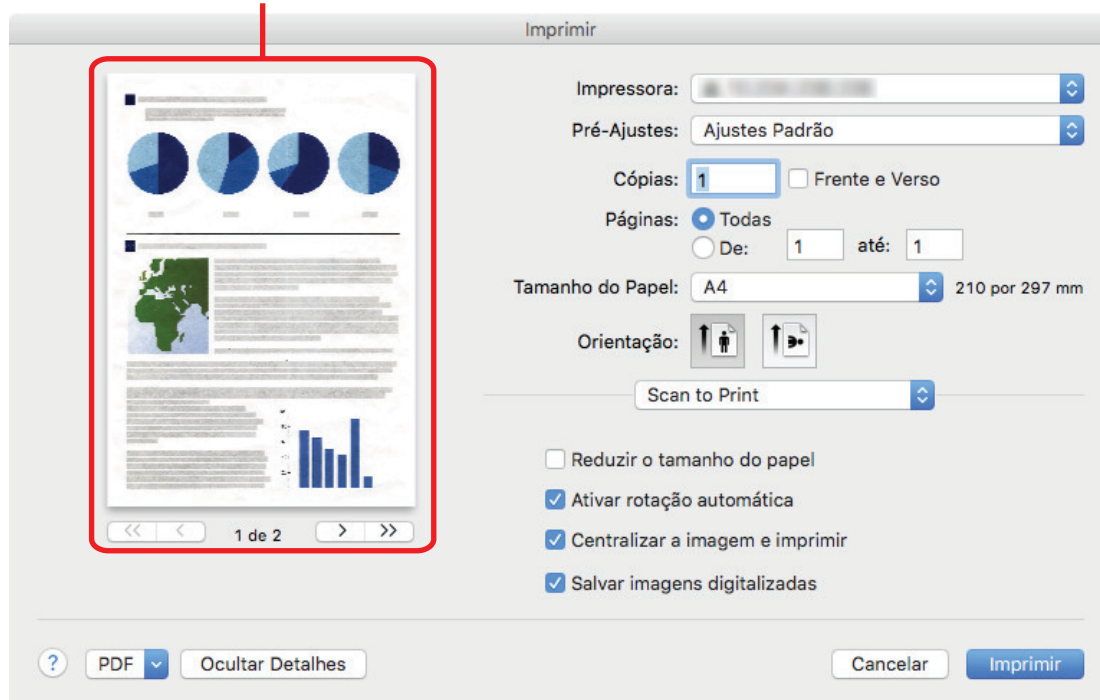 Imprimir
Impressora:
Pré-Ajustes: Ajustes Padrão
Cópias: 1 Frente e Verso
Páginas: Todas
De: 1 até: 1
Tamanho do Papel: A4 210 por 297 mm
Orientação:
Scan to Print
Reduzir o tamanho do papel
Ativar rotação automática
Centralizar a imagem e imprimir
Salvar imagens digitalizadas
<< < 1 de 2 > >>
? PDF Ocultar Detalhes Cancelar Imprimir